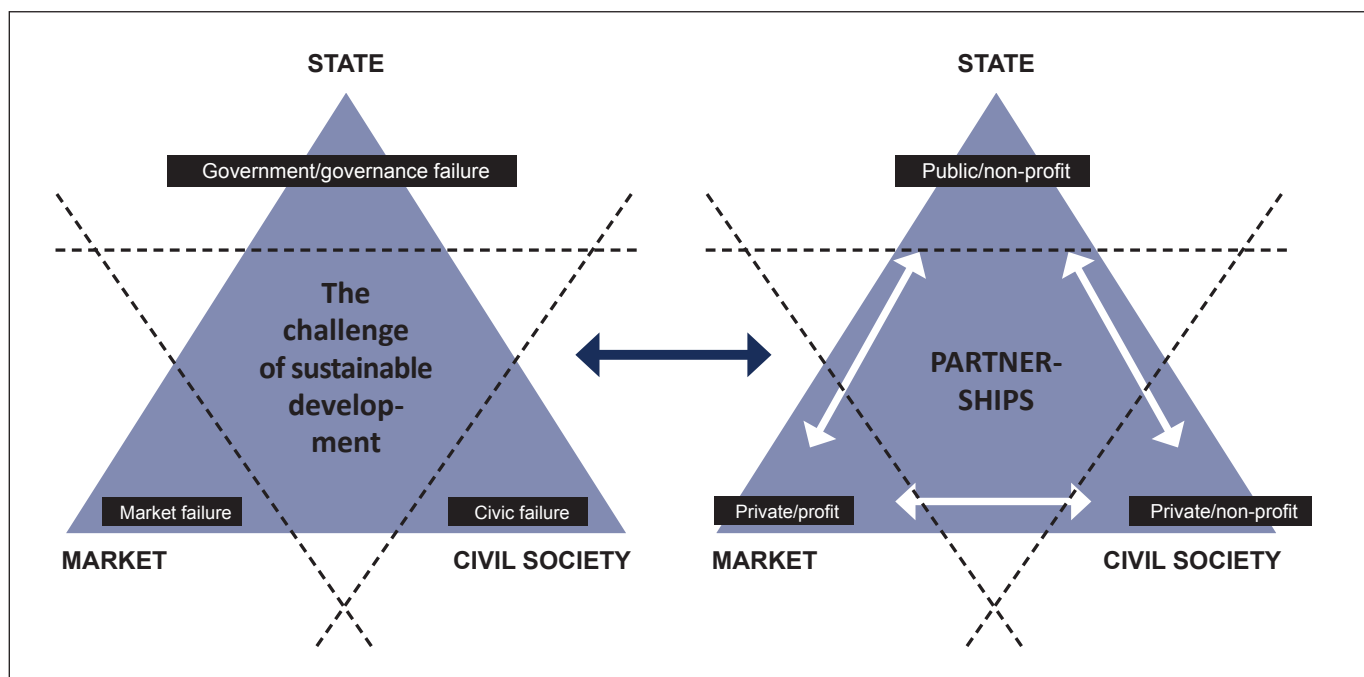 STATE
Government/governance failure
The
challenge
of sustainable
develop-
ment
Market failure
Civic failure
MARKET
CIVIL SOCIETY
STATE
Public/non-profit
PARTNER-
SHIPS
Private/profit
Private/non-profit
MARKET
CIVIL SOCIETY